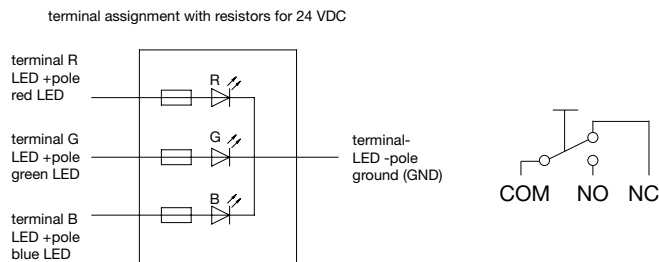 terminal assignment with resistors for 24 VDC
terminal R
LED +pole
red LED
R
terminal G
LED +pole
green LED
G
terminal-
LED -pole
ground (GND)
terminal B
LED +pole
blue LED
B
COM NO NC